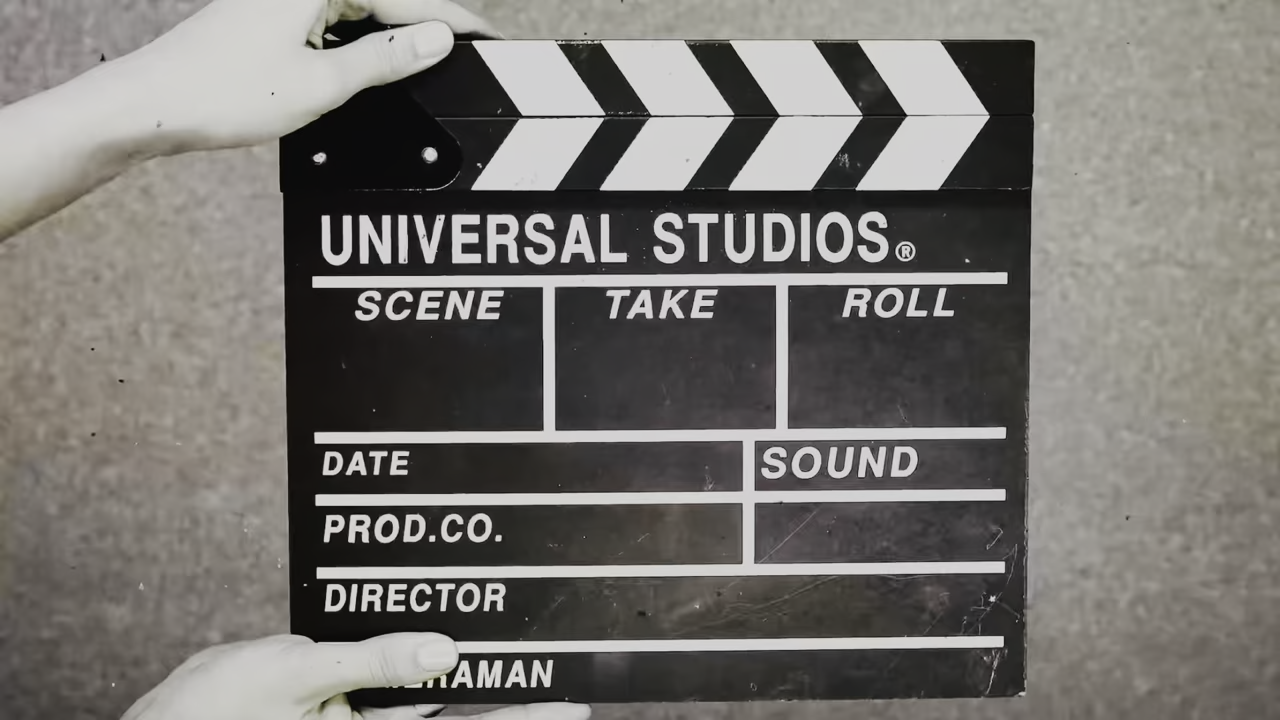 UNIVERSAL STUDIOS®
SCENE TAKE ROLL
DATE SOUND
PROD.CO.
DIRECTOR